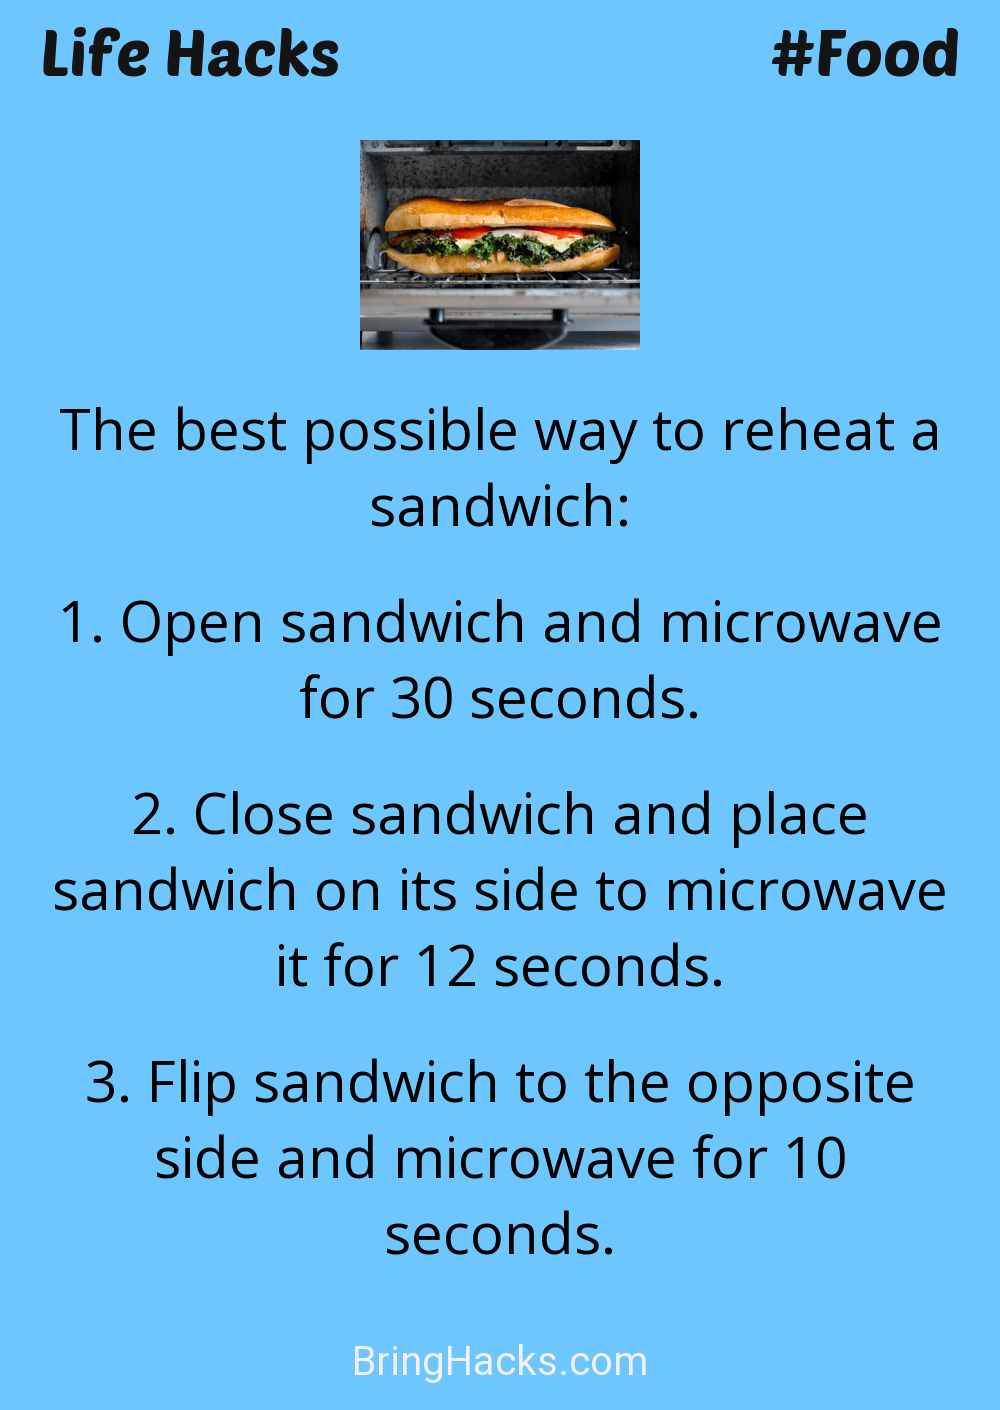 Life Hacks
#Food
The best possible way to reheat a
sandwich:
1. Open sandwich and microwave
for 30 seconds.
2. Close sandwich and place
sandwich on its side to microwave
it for 12 seconds.
3. Flip sandwich to the opposite
side and microwave for 10
seconds.
BringHacks.com